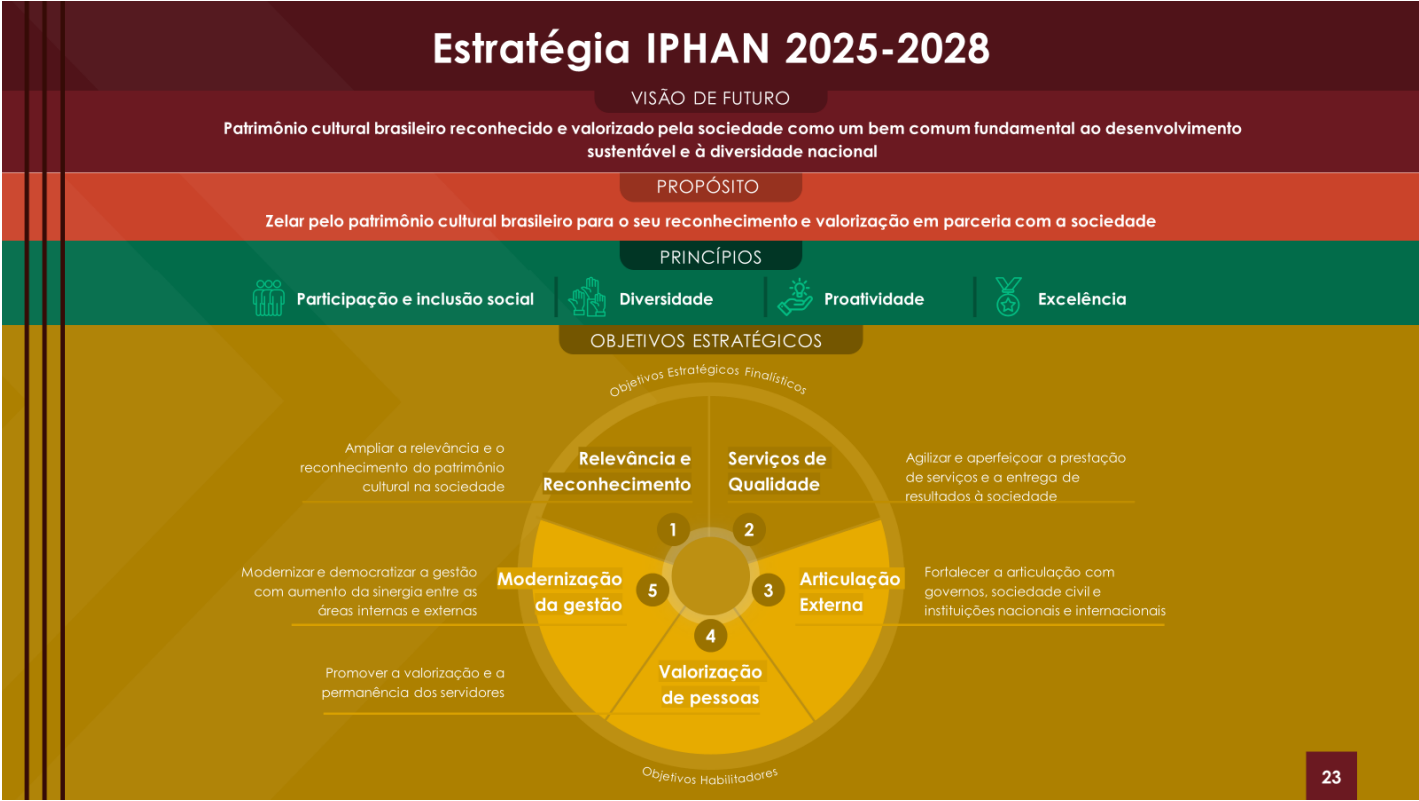 Estratégia IPHAN 2025-2028
VISÃO DE FUTURO
Patrimônio cultural brasileiro reconhecido e valorizado pela sociedade como um bem comum fundamental ao desenvolvimento
sustentável e à diversidade nacional
PROPÓSITO
Zelar pelo patrimônio cultural brasileiro para o seu reconhecimento e valorização em parceria com a sociedade
PRINCÍPIOS
Participação e inclusão social
Diversidade
Proatividade
Excelência
OBJETIVOS ESTRATÉGICOS
Objetivos Estratégicos Finalísticos
Ampliar a relevância e o
reconhecimento do patrimônio
cultural na sociedade
Relevância e
Reconhecimento
1
Serviços de
Qualidade
2
Agilizar e aperfeiçoar a prestação
de serviços e a entrega de
resultados à sociedade
Modernizar e democratizar a gestão
com aumento da sinergia entre as
áreas internas e externas
Modernização
da gestão
5
3
Articulação
Externa
Fortalecer a articulação com
governos, sociedade civil e
instituições nacionais e internacionais
4
Valorização
de pessoas
Promover a valorização e a
permanência dos servidores
Objetivos Habilitadores
23